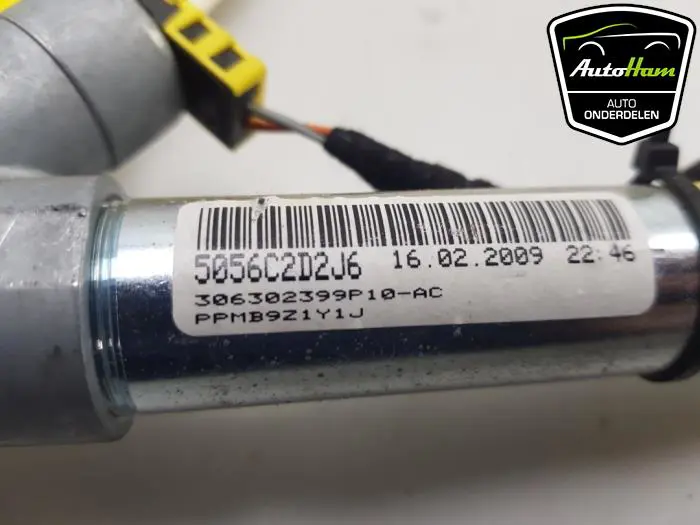 AutoHam
AUTO
ONDERDELEN
5056C2D2J6 16.02.2009 22:46
306302399P10-AC
PPMB9Z1Y1J